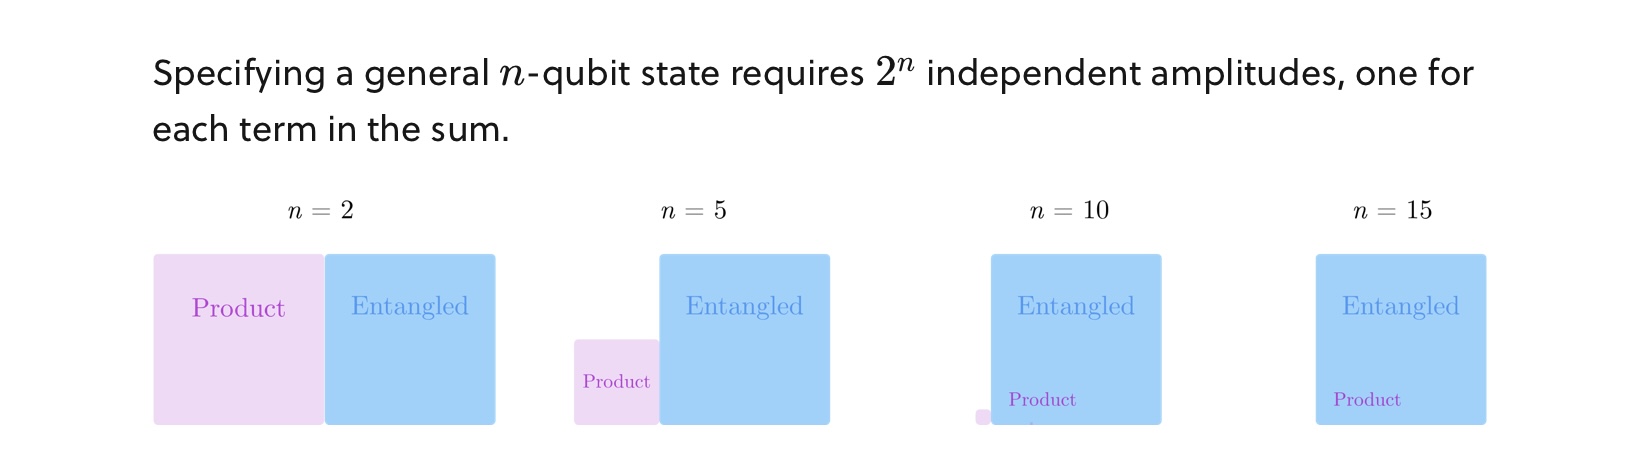 Specifying a general n-qubit state requires 2ⁿ independent amplitudes, one for
each term in the sum.
n = 2
n = 5
n = 10
n = 15
Product
Entangled
Product
Entangled
Entangled
Product
Entangled
Product